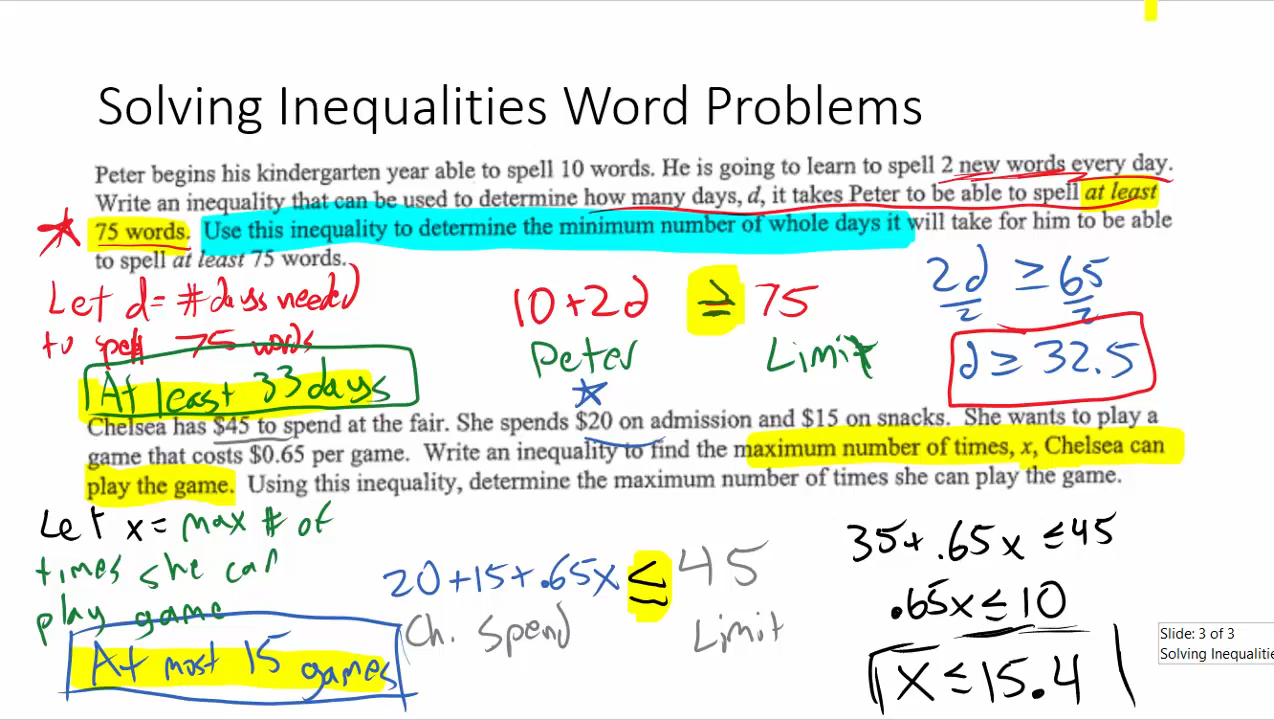 Solving Inequalities Word Problems
Peter begins his kindergarten year able to spell 10 words. He is going to learn to spell 2 new words every day.
Write an inequality that can be used to determine how many days, d, it takes Peter to be able to spell at least
75 words. Use this inequality to determine the minimum number of whole days it will take for him to be able
to spell at least 75 words.
Let d= # days needed
to spell 75 words
At least 33 days
10+2d ≥ 75
Peter Limit
2d ≥ 65
2 2
d ≥ 32.5
Chelsea has $45 to spend at the fair. She spends $20 on admission and $15 on snacks. She wants to play a
game that costs $0.65 per game. Write an inequality to find the maximum number of times, x, Chelsea can
play the game. Using this inequality, determine the maximum number of times she can play the game.
Let x= max # of
times she can
play game
At most 15 games
20+15+.65x ≤ 45
Ch. Spend Limit
35+.65x ≤45
.65x ≤ 10
x ≤ 15.4
Slide: 3 of 3
Solving Inequalitie